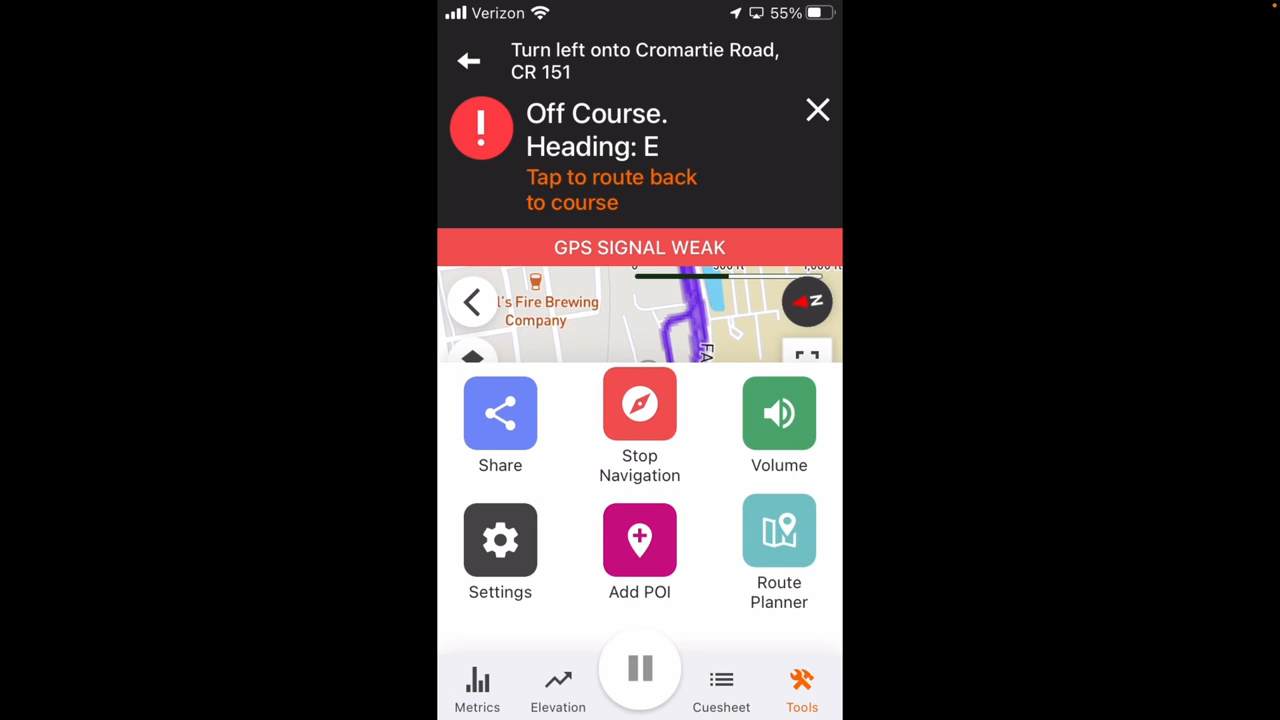 Verizon
55%
Turn left onto Cromartie Road,
CR 151
Off Course.
Heading: E
Tap to route back
to course
GPS SIGNAL WEAK
's Fire Brewing
Company
FA
N
Share
Stop
Navigation
Volume
Settings
Add POI
Route
Planner
Metrics
Elevation
Cuesheet
Tools